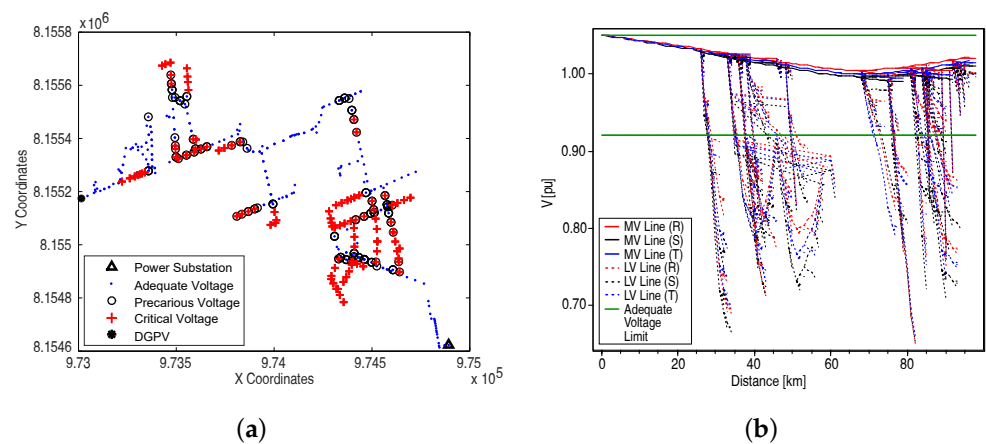 x 10⁶
8.1558
8.1556
8.1554
8.1552
8.155
8.1548
8.1546
Y Coordinates
Power Substation
Adequate Voltage
Precarious Voltage
Critical Voltage
DGPV
9.73
9.735
9.74
9.745
9.75
x 10⁵
X Coordinates
(a)
1.00
0.90
0.80
0.70
V [pu]
MV Line (R)
MV Line (S)
MV Line (T)
LV Line (R)
LV Line (S)
LV Line (T)
Adequate
Voltage
Limit
0
20
40
60
80
Distance [km]
(b)